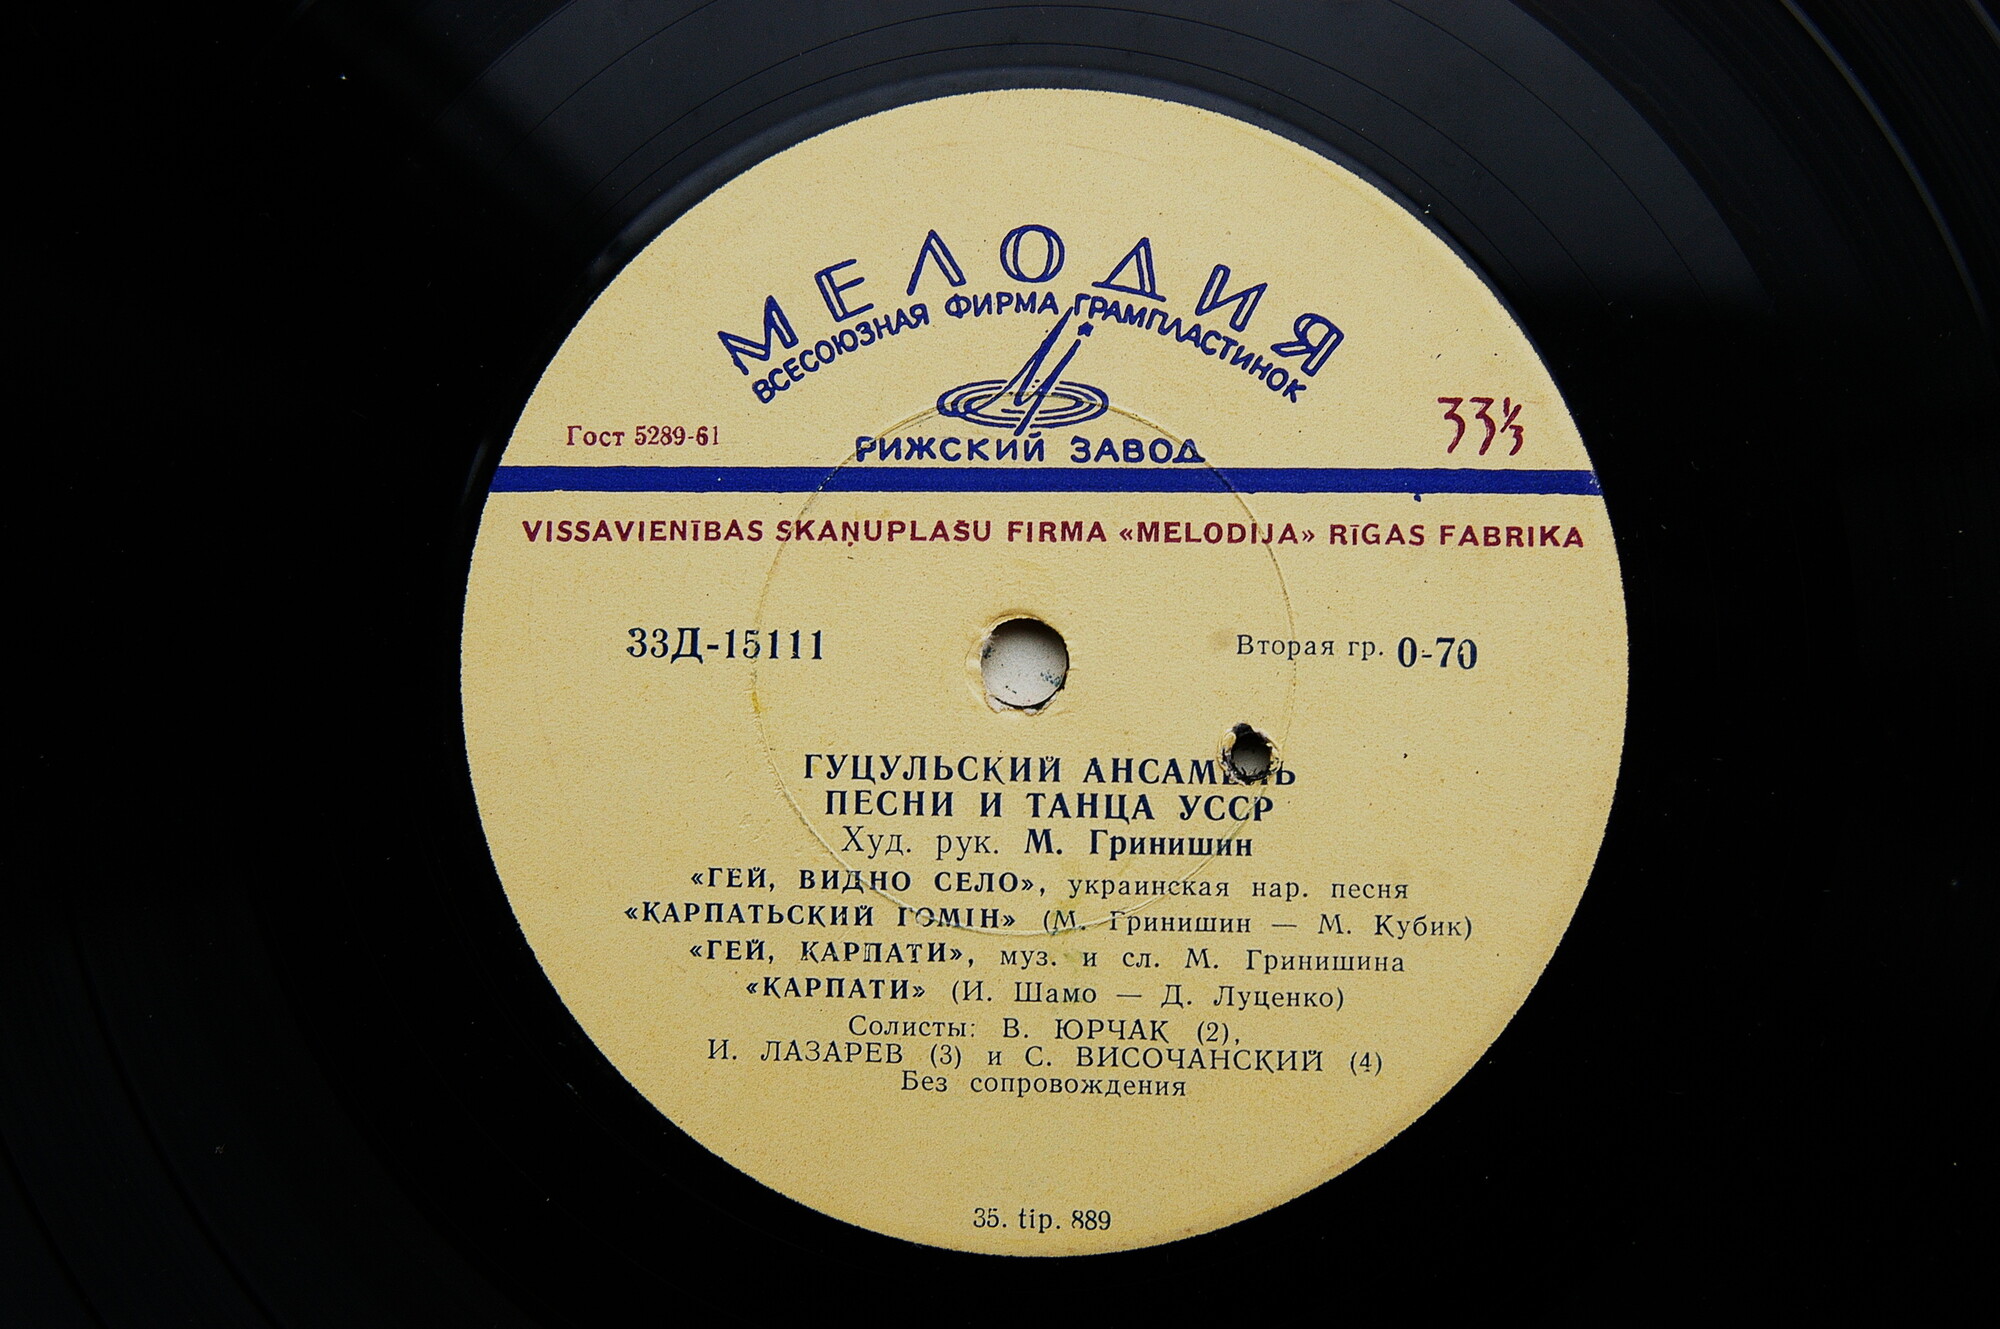 МЕЛОДИЯ
ВСЕСОЮЗНАЯ ФИРМА ГРАМПЛАСТИНОК
Гост 5289-61
33⅓
РИЖСКИЙ ЗАВОД
VISSAVIENĪBAS SKAŅUPLAŠU FIRMA «MELODIJA» RĪGAS FABRIKA
33Д-15111
Вторая гр. 0-70
ГУЦУЛЬСКИЙ
ПЕСНИ И ТАНЦА УССР
Худ. рук. М. Гринишин
«ГЕЙ, ВИДНО СЕЛО», украинская нар. песня
«КАРПАТЬСКИЙ ГОМІН» (М. Гринишин — М. Кубик)
«ГЕЙ, КАРПАТИ», муз. и сл. М. Гринишина
«КАРПАТИ» (И. Шамо — Д. Луценко)
Солисты: В. ЮРЧАК (2),
И. ЛАЗАРЕВ (3) и С. ВИСОЧАНСКИЙ (4)
Без сопровождения
35. tip. 889